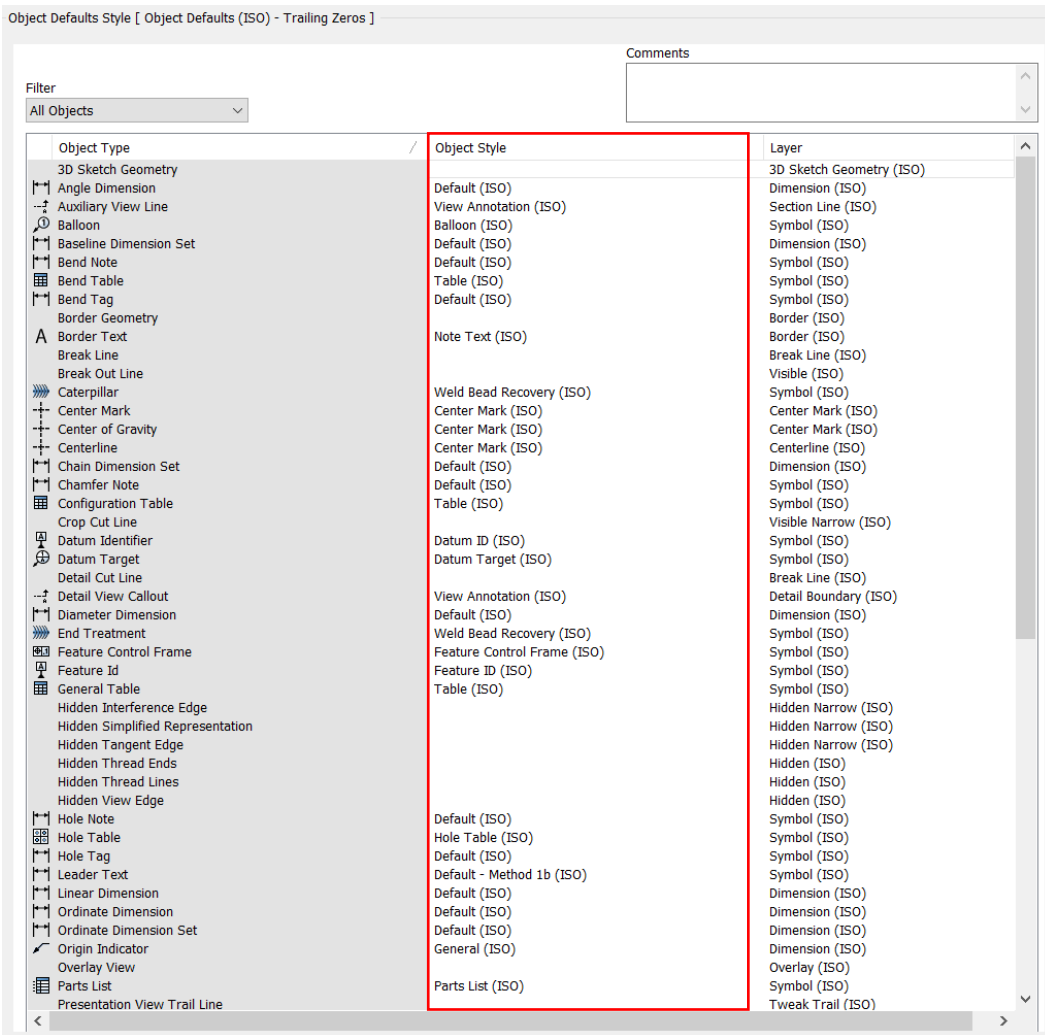 Object Defaults Style [ Object Defaults (ISO) - Trailing Zeros ]
Comments
Filter
All Objects
Object Type / Object Style Layer
3D Sketch Geometry 3D Sketch Geometry (ISO)
Angle Dimension Default (ISO) Dimension (ISO)
Auxiliary View Line View Annotation (ISO) Section Line (ISO)
Balloon Balloon (ISO) Symbol (ISO)
Baseline Dimension Set Default (ISO) Dimension (ISO)
Bend Note Default (ISO) Symbol (ISO)
Bend Table Table (ISO) Symbol (ISO)
Bend Tag Default (ISO) Symbol (ISO)
Border Geometry Border (ISO)
A Border Text Note Text (ISO) Border (ISO)
Break Line Break Line (ISO)
Break Out Line Visible (ISO)
Caterpillar Weld Bead Recovery (ISO) Symbol (ISO)
Center Mark Center Mark (ISO) Center Mark (ISO)
Center of Gravity Center Mark (ISO) Center Mark (ISO)
Centerline Center Mark (ISO) Centerline (ISO)
Chain Dimension Set Default (ISO) Dimension (ISO)
Chamfer Note Default (ISO) Symbol (ISO)
Configuration Table Table (ISO) Symbol (ISO)
Crop Cut Line Visible Narrow (ISO)
Datum Identifier Datum ID (ISO) Symbol (ISO)
Datum Target Datum Target (ISO) Symbol (ISO)
Detail Cut Line Break Line (ISO)
Detail View Callout View Annotation (ISO) Detail Boundary (ISO)
Diameter Dimension Default (ISO) Dimension (ISO)
End Treatment Weld Bead Recovery (ISO) Symbol (ISO)
Feature Control Frame Feature Control Frame (ISO) Symbol (ISO)
Feature Id Feature ID (ISO) Symbol (ISO)
General Table Table (ISO) Symbol (ISO)
Hidden Interference Edge Hidden Narrow (ISO)
Hidden Simplified Representation Hidden Narrow (ISO)
Hidden Tangent Edge Hidden Narrow (ISO)
Hidden Thread Ends Hidden (ISO)
Hidden Thread Lines Hidden (ISO)
Hidden View Edge Hidden (ISO)
Hole Note Default (ISO) Symbol (ISO)
Hole Table Hole Table (ISO) Symbol (ISO)
Hole Tag Default (ISO) Symbol (ISO)
Leader Text Default - Method 1b (ISO) Symbol (ISO)
Linear Dimension Default (ISO) Dimension (ISO)
Ordinate Dimension Default (ISO) Dimension (ISO)
Ordinate Dimension Set Default (ISO) Dimension (ISO)
Origin Indicator General (ISO) Dimension (ISO)
Overlay View Overlay (ISO)
Parts List Parts List (ISO) Symbol (ISO)
Presentation View Trail Line Tweak Trail (ISO)